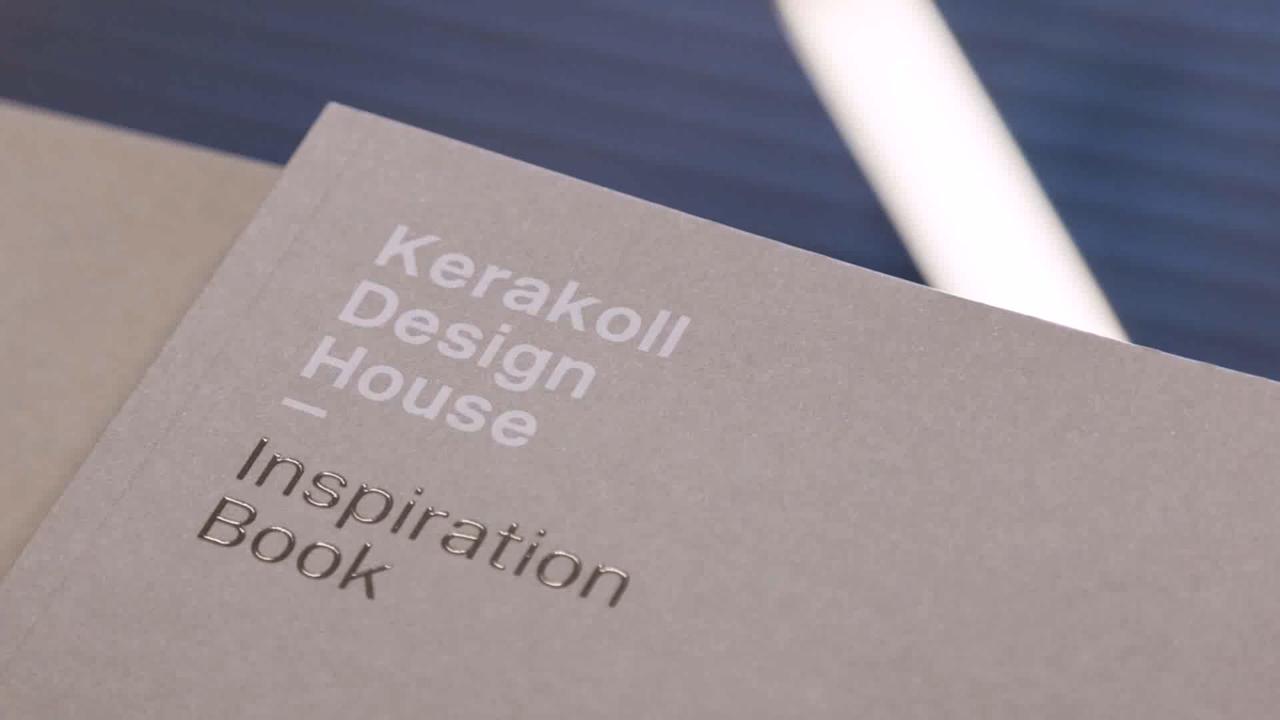 Kerakoll
Design
House
–
Inspiration
Book